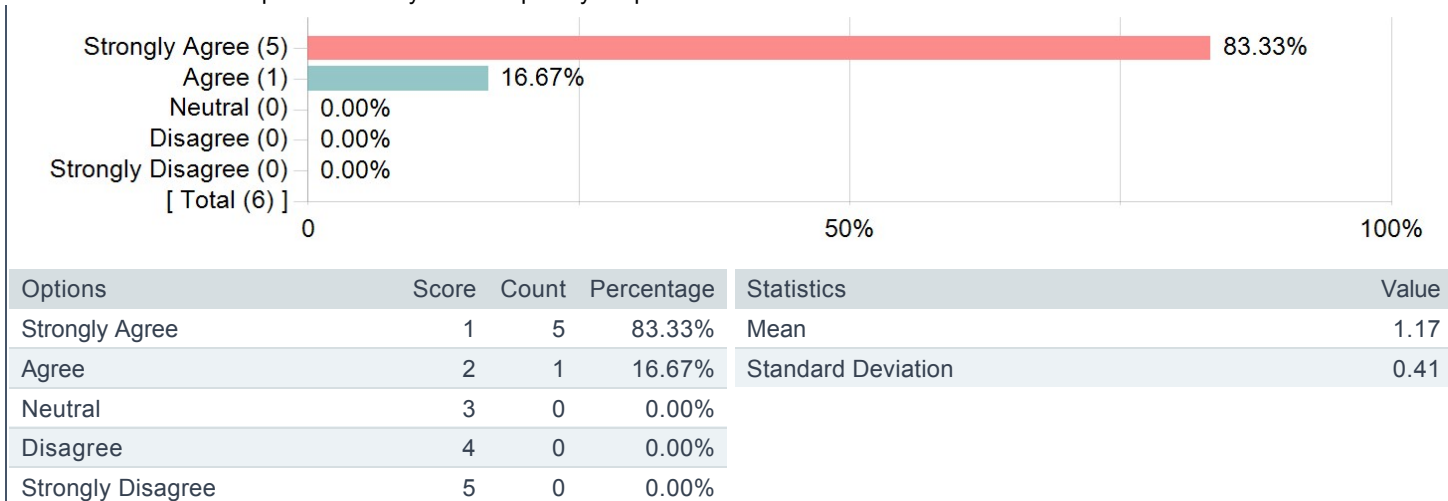 Strongly Agree (5) 83.33%
Agree (1) 16.67%
Neutral (0) 0.00%
Disagree (0) 0.00%
Strongly Disagree (0) 0.00%
[ Total (6) ]
0 50% 100%
Options Score Count Percentage
Strongly Agree 1 5 83.33%
Agree 2 1 16.67%
Neutral 3 0 0.00%
Disagree 4 0 0.00%
Strongly Disagree 5 0 0.00%
Statistics Value
Mean 1.17
Standard Deviation 0.41